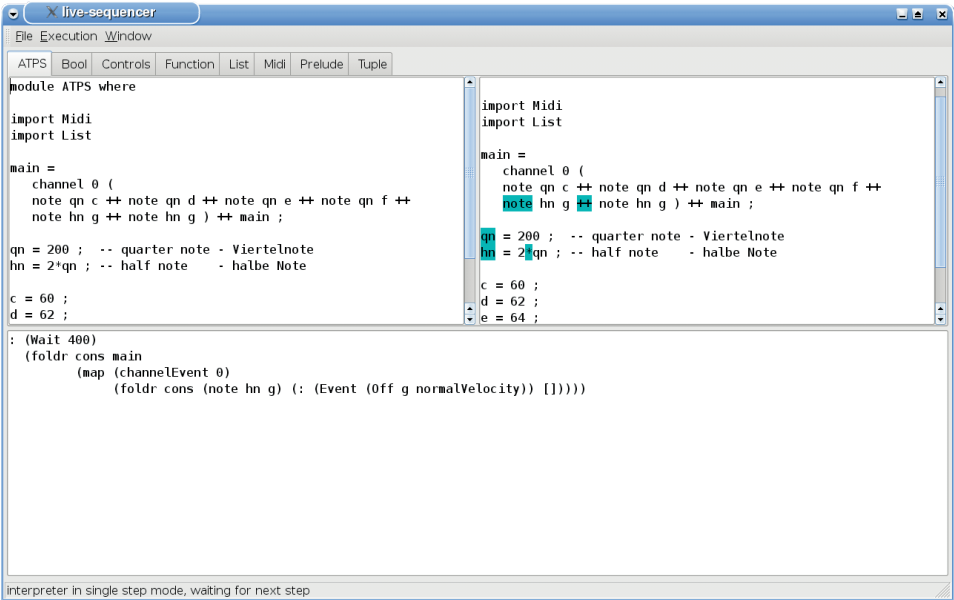 live-sequencer
File Execution Window
ATPS Bool Controls Function List Midi Prelude Tuple
module ATPS where
import Midi
import List
main =
   channel 0 (
   note qn c ++ note qn d ++ note qn e ++ note qn f ++
   note hn g ++ note hn g ) ++ main ;
qn = 200 ;  -- quarter note - Viertelnote
hn = 2*qn ; -- half note    - halbe Note
c = 60 ;
d = 62 ;
import Midi
import List
main =
   channel 0 (
   note qn c ++ note qn d ++ note qn e ++ note qn f ++
   note hn g ++ note hn g ) ++ main ;
qn = 200 ;  -- quarter note - Viertelnote
hn = 2*qn ; -- half note    - halbe Note
c = 60 ;
d = 62 ;
e = 64 ;
: (Wait 400)
  (foldr cons main
         (map (channelEvent 0)
              (foldr cons (note hn g) (: (Event (Off g normalVelocity)) []))))
interpreter in single step mode, waiting for next step